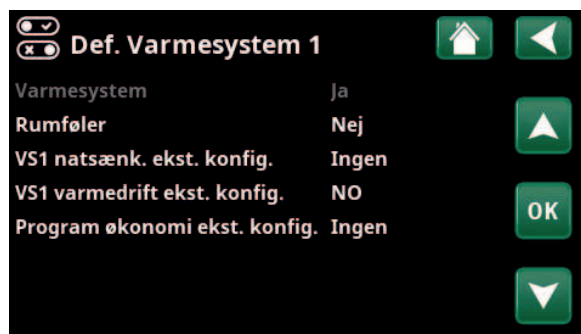 Def. Varmesystem 1
Varmesystem Ja
Rumføler Nej
VS1 natsænk. ekst. konfig. Ingen
VS1 varmedrift ekst. konfig. NO
Program økonomi ekst. konfig. Ingen
OK